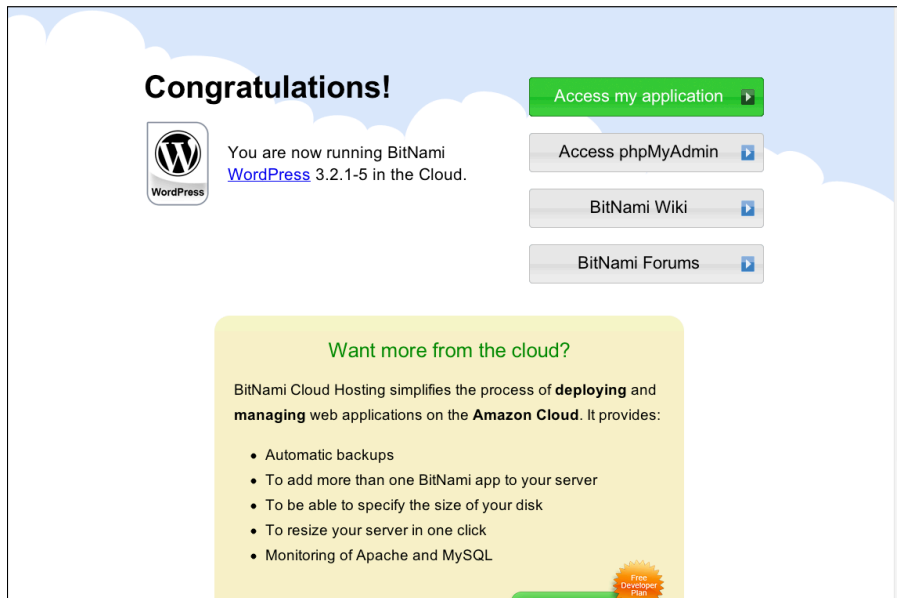 Congratulations!
WordPress
You are now running BitNami
WordPress 3.2.1-5 in the Cloud.
Access my application
Access phpMyAdmin
BitNami Wiki
BitNami Forums
Want more from the cloud?
BitNami Cloud Hosting simplifies the process of deploying and
managing web applications on the Amazon Cloud. It provides:
Automatic backups
To add more than one BitNami app to your server
To be able to specify the size of your disk
To resize your server in one click
Monitoring of Apache and MySQL
Free
Developer
Plan